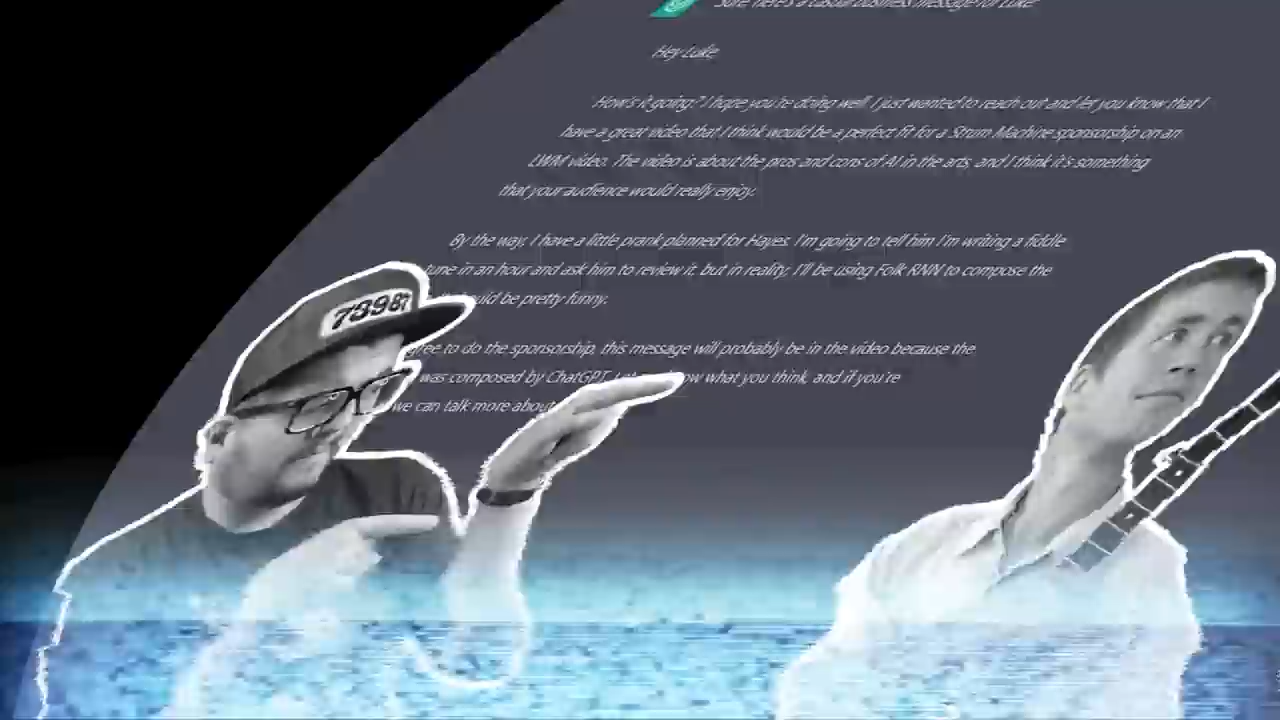 Sure, here's a casual business message for Luke:
Hey Luke,
How's it going? I hope you're doing well. I just wanted to reach out and let you know that I
have a great video that I think would be a perfect fit for a Strum Machine sponsorship on an
LWM video. The video is about the pros and cons of AI in the arts, and I think it's something
that your audience would really enjoy.
By the way, I have a little prank planned for Hayes. I'm going to tell him I'm writing a fiddle
tune in an hour and ask him to review it, but in reality, I'll be using Folk RNN to compose the
would be pretty funny.
agree to do the sponsorship, this message will probably be in the video because the
was composed by ChatGPT. what you think, and if you're
we can talk more about